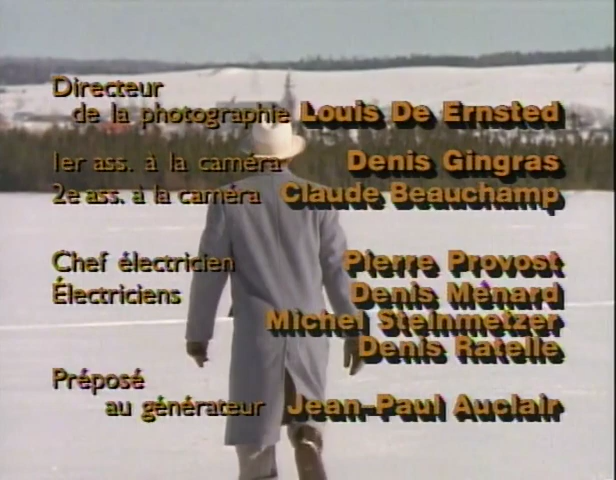 Directeur
de la photographie Louis De Ernsted
1er ass. à la caméra Denis Gingras
2e ass. à la caméra Claude Beauchamp
Chef électricien Pierre Provost
Électriciens Denis Ménard
Michel Steinmetzer
Denis Ratelle
Préposé
au générateur Jean-Paul Auclair